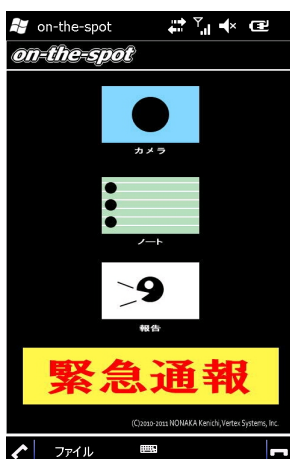 on-the-spot
on-the-spot
カメラ
ノート
報告
緊急通報
(C)2010-2011 NONAKA Kenichi, Vertex Systems, Inc.
ファイル